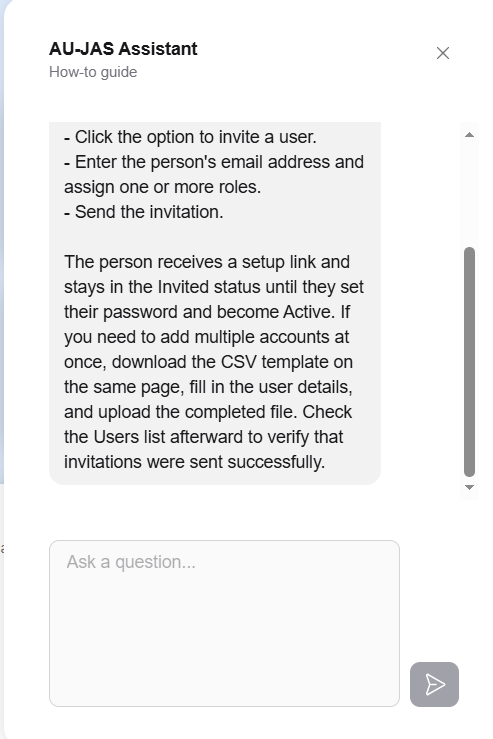 AU-JAS Assistant
How-to guide
- Click the option to invite a user.
- Enter the person's email address and
assign one or more roles.
- Send the invitation.
The person receives a setup link and
stays in the Invited status until they set
their password and become Active. If
you need to add multiple accounts at
once, download the CSV template on
the same page, fill in the user details,
and upload the completed file. Check
the Users list afterward to verify that
invitations were sent successfully.
Ask a question...